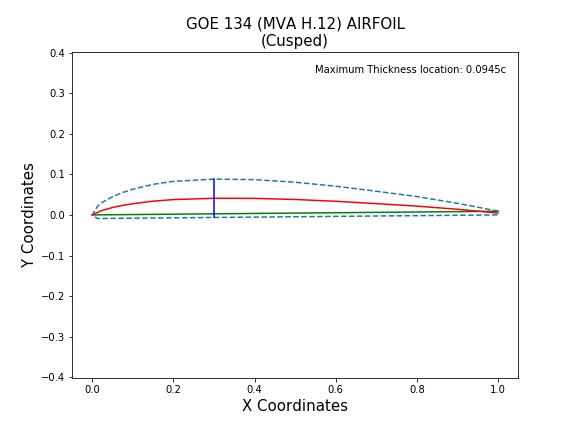 GOE 134 (MVA H.12) AIRFOIL
(Cusped)
Maximum Thickness location: 0.0945c
0.4
0.3
0.2
0.1
0.0
−0.1
−0.2
−0.3
−0.4
Y Coordinates
0.0 0.2 0.4 0.6 0.8 1.0
X Coordinates